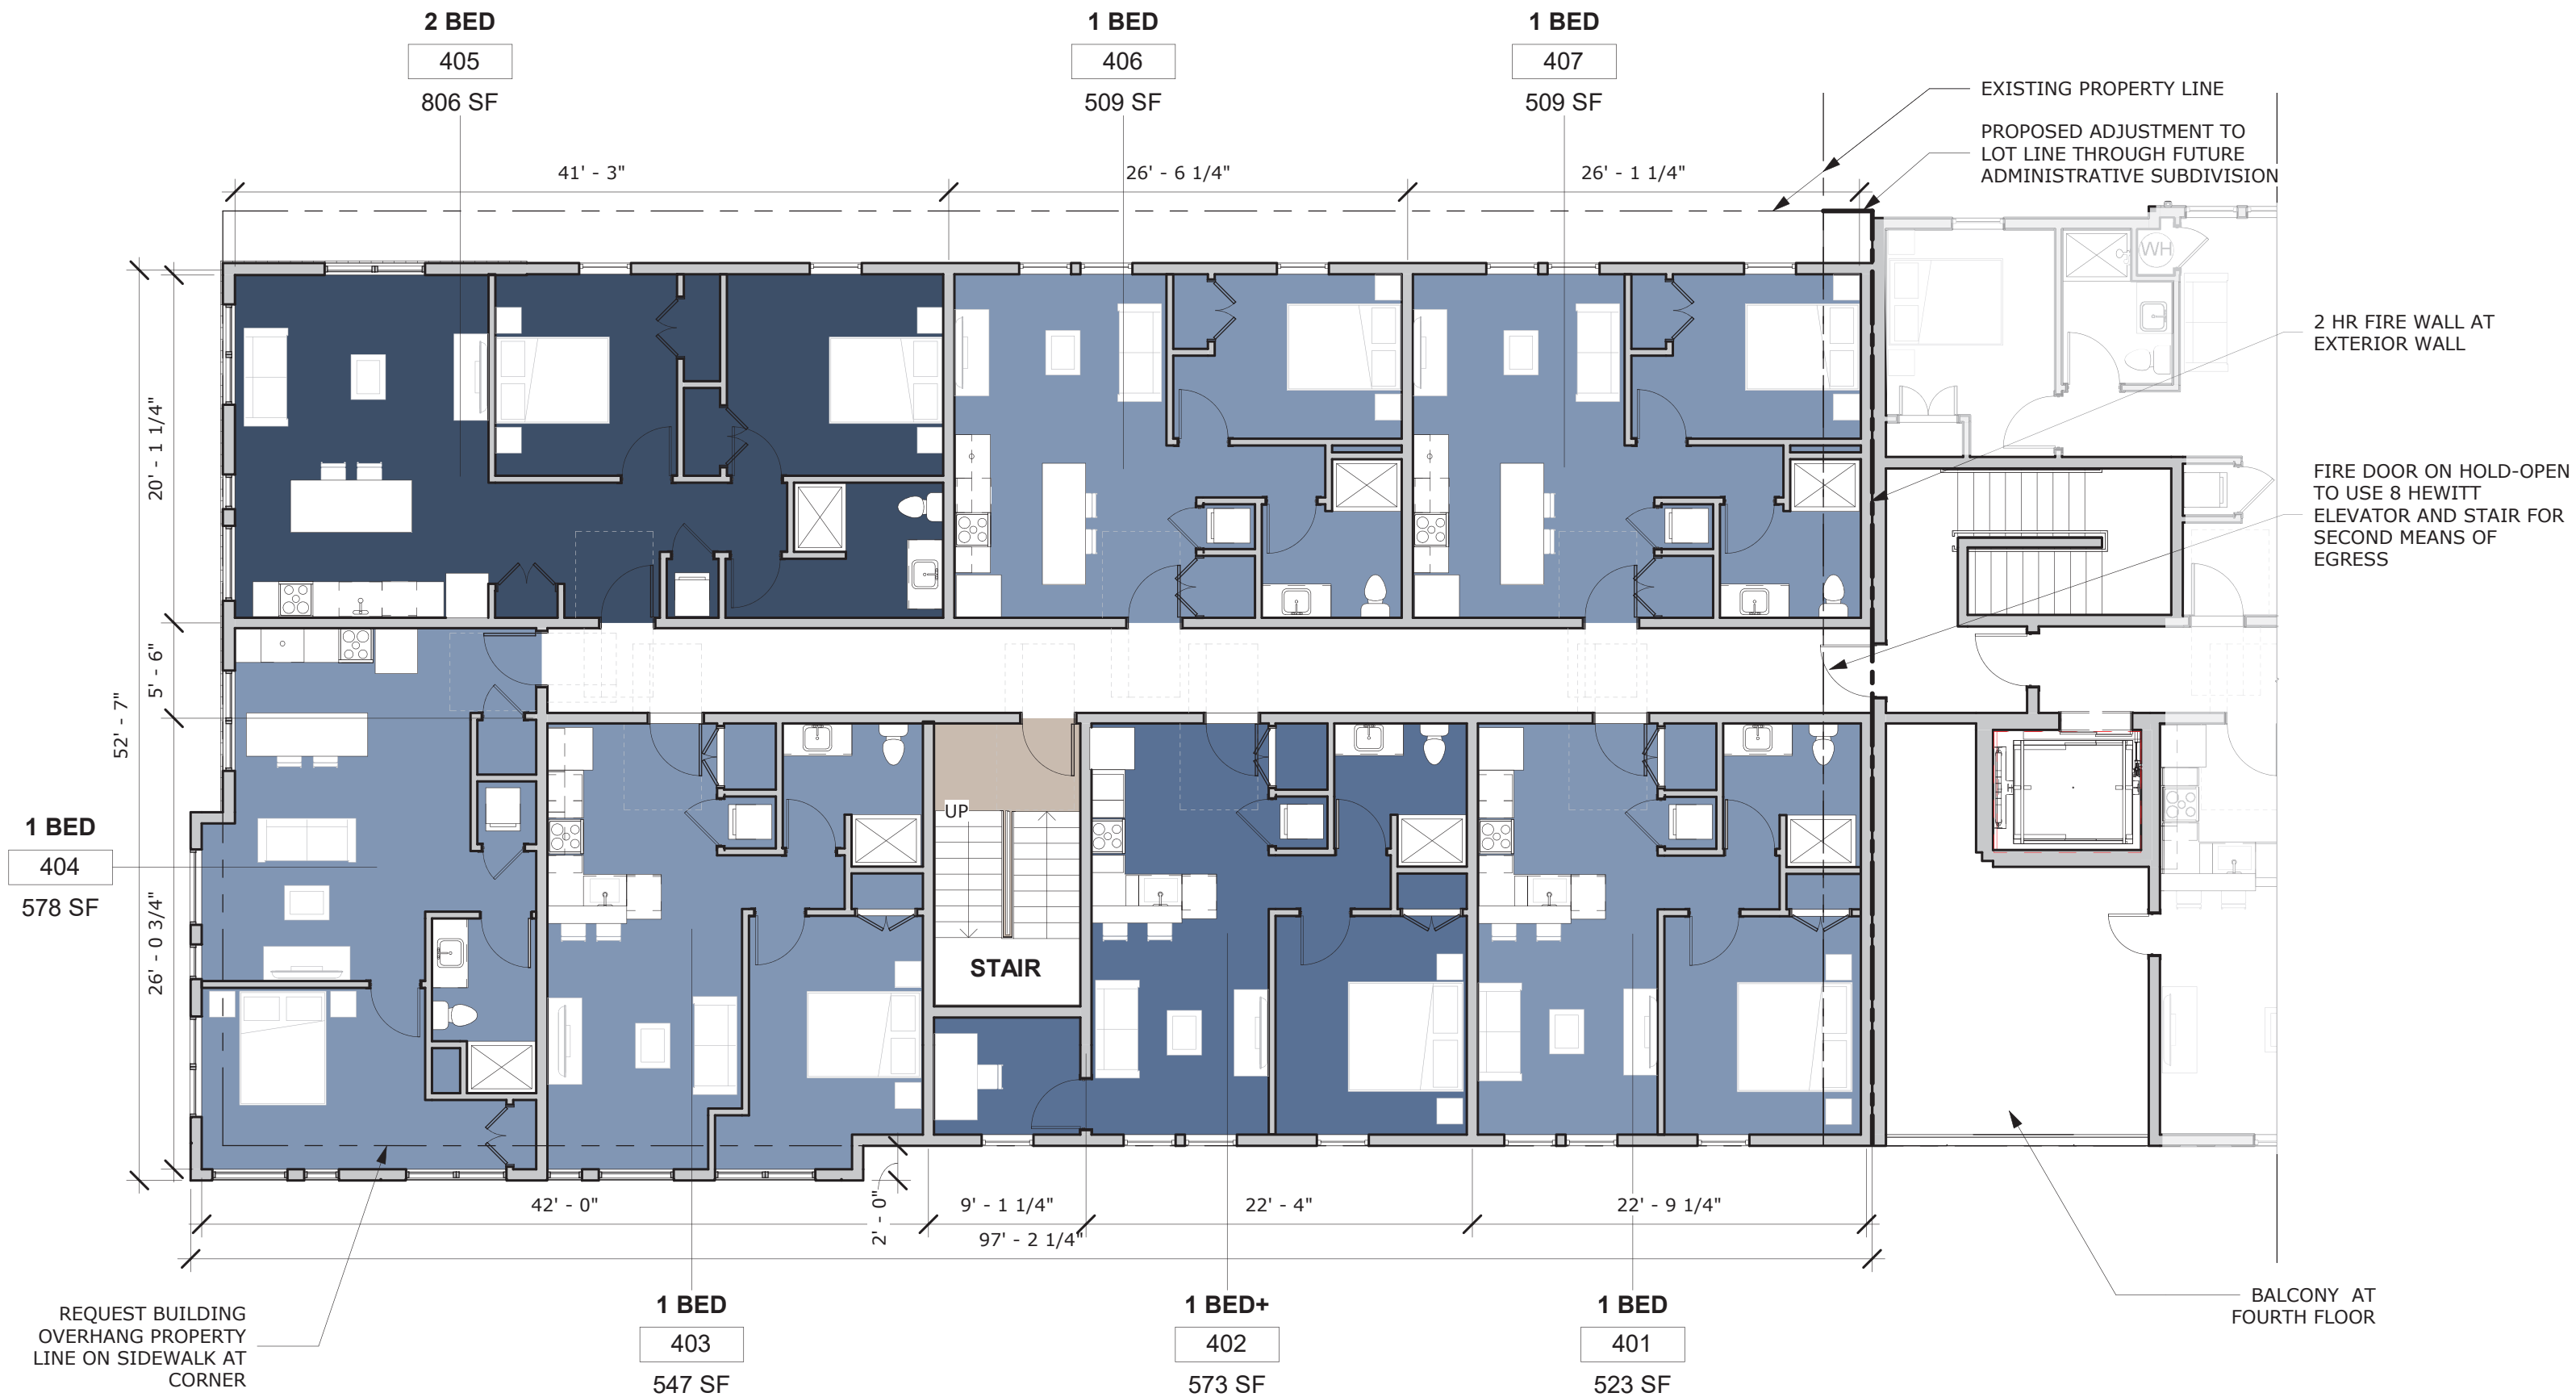 2 BED
405
806 SF
1 BED
406
509 SF
1 BED
407
509 SF
EXISTING PROPERTY LINE
PROPOSED ADJUSTMENT TO
LOT LINE THROUGH FUTURE
ADMINISTRATIVE SUBDIVISION
41' - 3"
26' - 6 1/4"
26' - 1 1/4"
WH
2 HR FIRE WALL AT
EXTERIOR WALL
FIRE DOOR ON HOLD-OPEN
TO USE 8 HEWITT
ELEVATOR AND STAIR FOR
SECOND MEANS OF
EGRESS
20' - 1 1/4"
5' - 6"
52' - 7"
26' - 0 3/4"
1 BED
404
578 SF
UP
STAIR
42' - 0"
2' - 0"
9' - 1 1/4"
22' - 4"
22' - 9 1/4"
97' - 2 1/4"
REQUEST BUILDING
OVERHANG PROPERTY
LINE ON SIDEWALK AT
CORNER
1 BED
403
547 SF
1 BED+
402
573 SF
1 BED
401
523 SF
BALCONY AT
FOURTH FLOOR